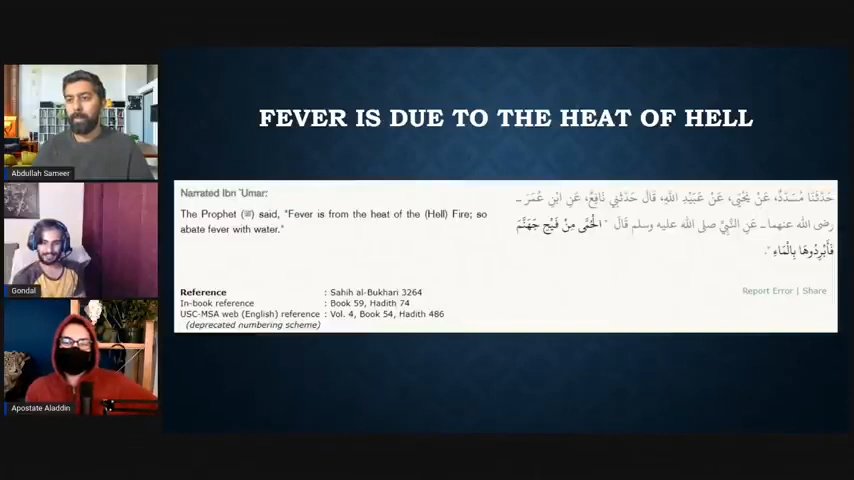 FEVER IS DUE TO THE HEAT OF HELL
Abdullah Sameer
Gondal
Apostate Aladdin
Narrated Ibn `Umar:
The Prophet (ﷺ) said, "Fever is from the heat of the (Hell) Fire; so
abate fever with water."
حَدَّثَنَا مُسَدَّدٌ، عَنْ يَحْيَى، عَنْ عُبَيْدِ اللَّهِ، قَالَ حَدَّثَنِي نَافِعٌ، عَنِ ابْنِ عُمَرَ ـ
رضى الله عنهما ـ عَنِ النَّبِيِّ صلى الله عليه وسلم قَالَ " الْحُمَّى مِنْ فَيْحِ جَهَنَّمَ
فَأَبْرِدُوهَا بِالْمَاءِ ".
Reference : Sahih al-Bukhari 3264
In-book reference : Book 59, Hadith 74
USC-MSA web (English) reference : Vol. 4, Book 54, Hadith 486
(deprecated numbering scheme)
Report Error | Share